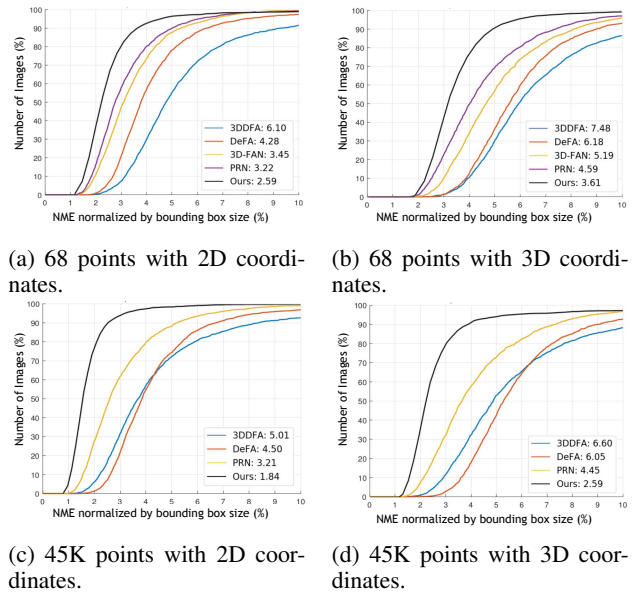 Number of Images (%)
100
90
80
70
60
50
40
30
20
10
0
3DDFA: 6.10
DeFA: 4.28
3D-FAN: 3.45
PRN: 3.22
Ours: 2.59
0 1 2 3 4 5 6 7 8 9 10
NME normalized by bounding box size (%)
(a) 68 points with 2D coordi-
nates.
Number of Images (%)
100
90
80
70
60
50
40
30
20
10
0
3DDFA: 7.48
DeFA: 6.18
3D-FAN: 5.19
PRN: 4.59
Ours: 3.61
0 1 2 3 4 5 6 7 8 9 10
NME normalized by bounding box size (%)
(b) 68 points with 3D coordi-
nates.
Number of Images (%)
100
90
80
70
60
50
40
30
20
10
0
3DDFA: 5.01
DeFA: 4.50
PRN: 3.21
Ours: 1.84
0 1 2 3 4 5 6 7 8 9 10
NME normalized by bounding box size (%)
(c) 45K points with 2D coor-
dinates.
Number of Images (%)
100
90
80
70
60
50
40
30
20
10
0
3DDFA: 6.60
DeFA: 6.05
PRN: 4.45
Ours: 2.59
0 1 2 3 4 5 6 7 8 9 10
NME normalized by bounding box size (%)
(d) 45K points with 3D coor-
dinates.